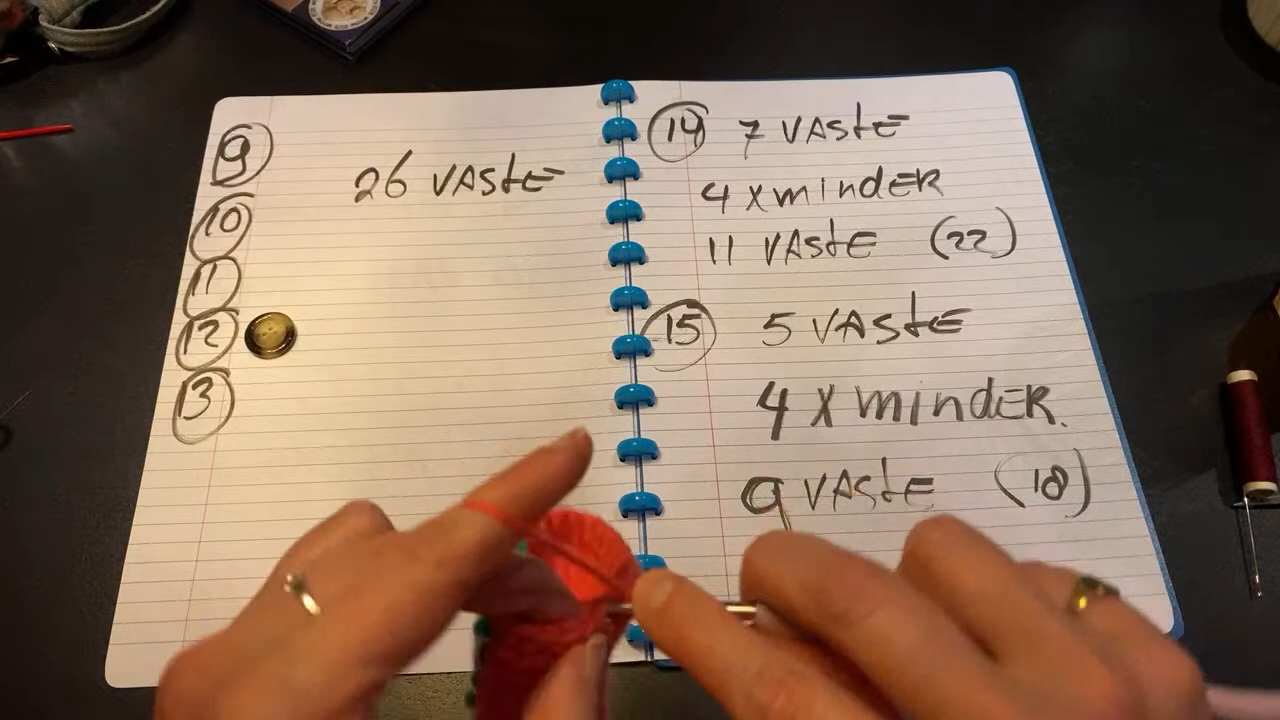 9
26 VASTE
10
11
12
13
14 7 VASTE
4 X mindER
11 VASTE (22)
15 5 VASTE
4 X mindER.
9 VASTE (18)